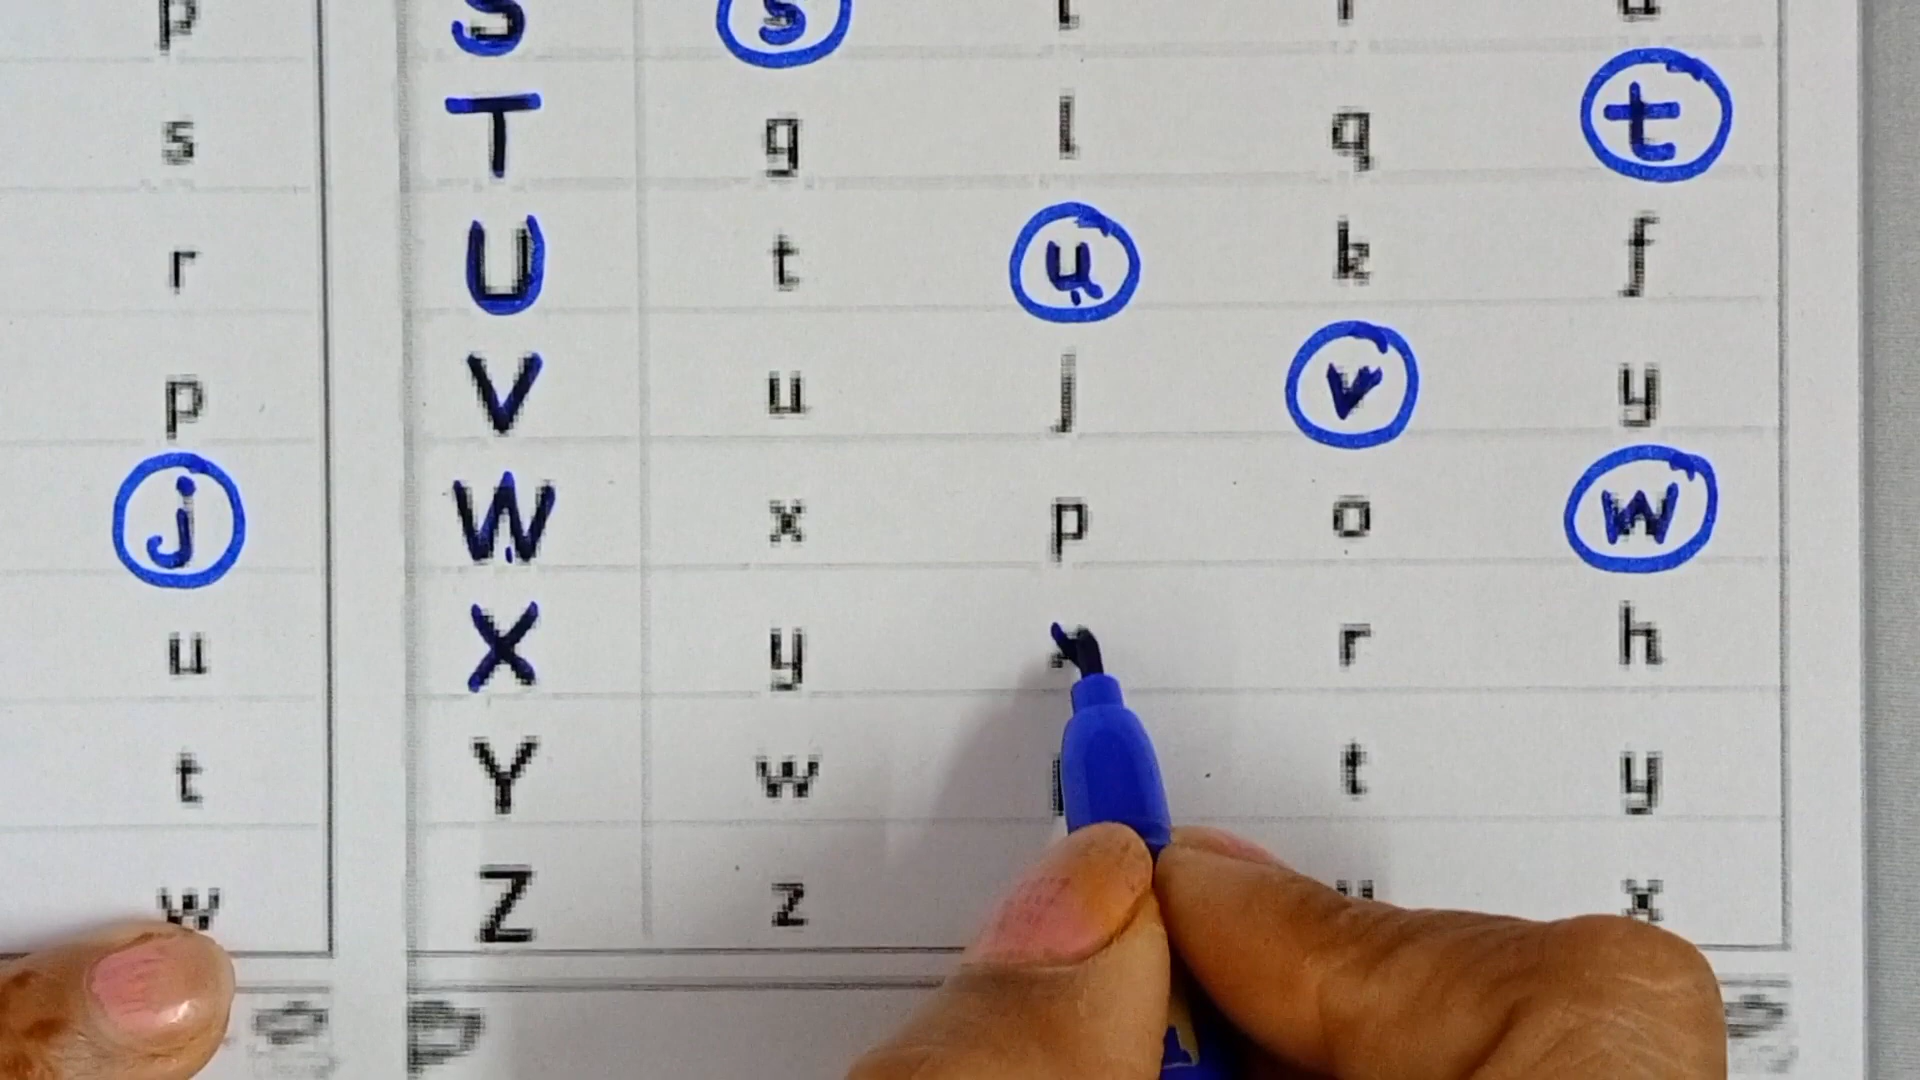 p S s
s T g l q t
r U t u k f
p V u j v y
j W x p o w
u X y r h
t Y w t y
w Z z x